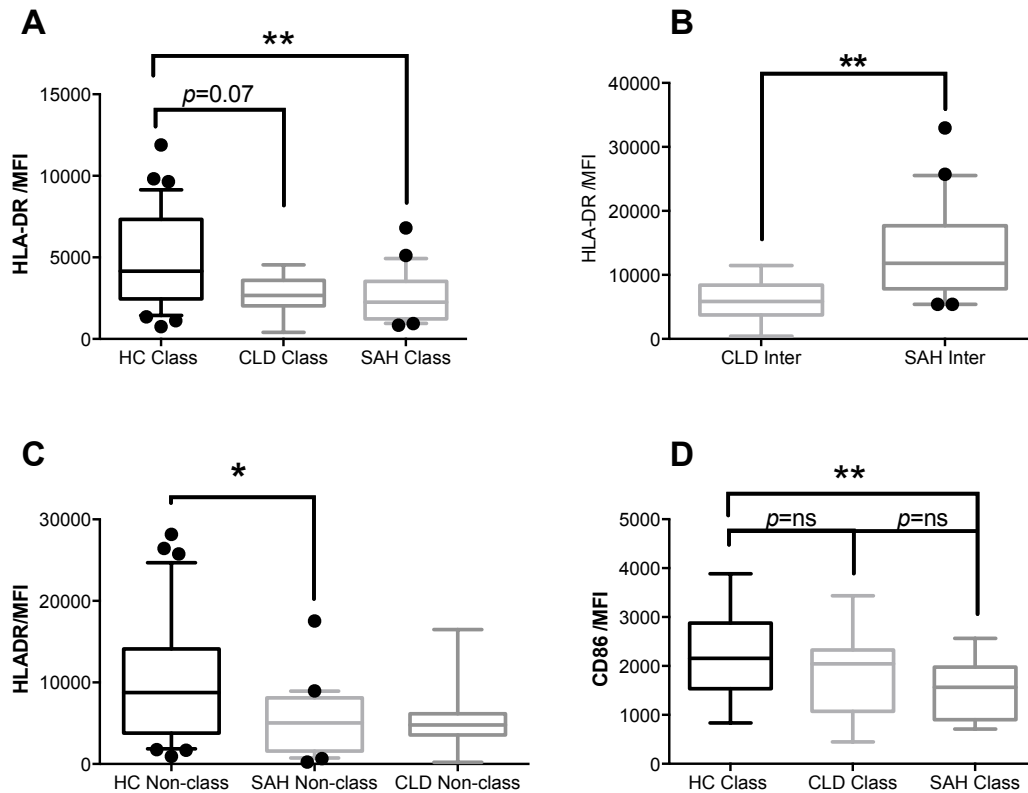 A
**
p=0.07
HLA-DR /MFI
15000
10000
5000
0
HC Class
CLD Class
SAH Class
B
**
HLA-DR /MFI
40000
30000
20000
10000
0
CLD Inter
SAH Inter
C
*
HLADR/MFI
30000
20000
10000
0
HC Non-class
SAH Non-class
CLD Non-class
D
**
p=ns
p=ns
CD86 /MFI
5000
4000
3000
2000
1000
0
HC Class
CLD Class
SAH Class